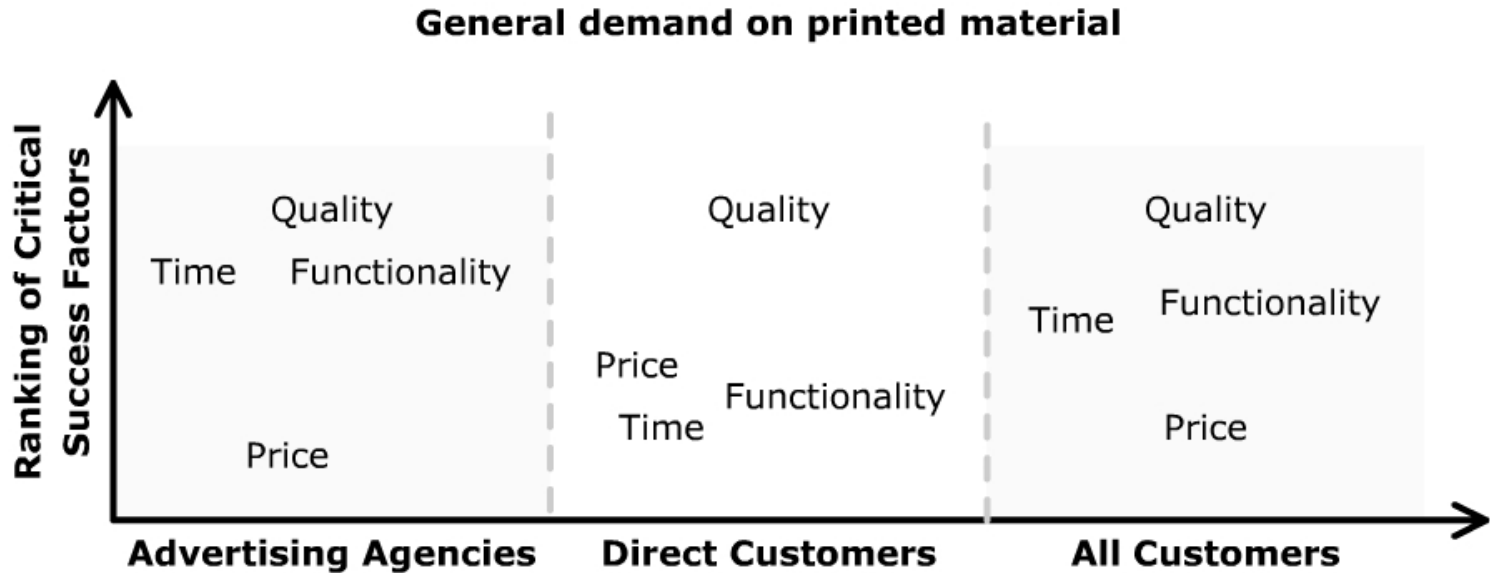 General demand on printed material
Ranking of Critical
Success Factors
Quality
Time Functionality
Price
Quality
Price
Functionality
Time
Quality
Functionality
Time
Price
Advertising Agencies Direct Customers All Customers